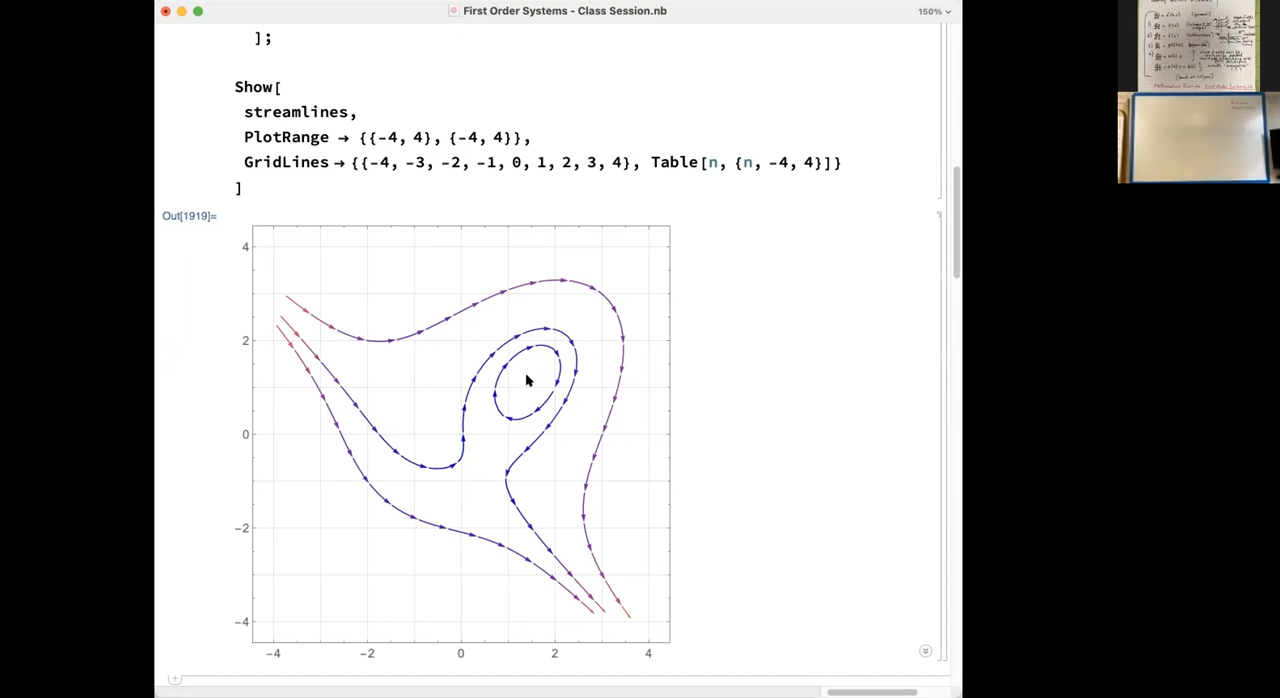 First Order Systems - Class Session.nb
150%
];
Show[
streamlines,
PlotRange → {{-4, 4}, {-4, 4}},
GridLines → {{-4, -3, -2, -1, 0, 1, 2, 3, 4}, Table[n, {n, -4, 4}]}
]
Out[1919]=
4
2
0
-2
-4
-4
-2
0
2
4